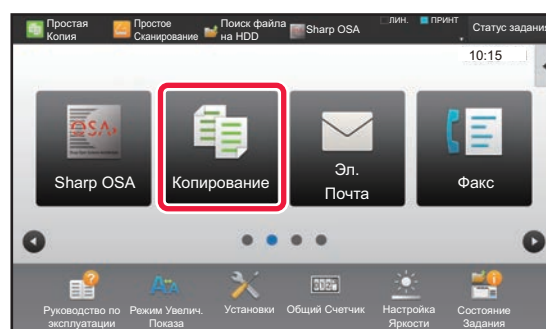 Простая
Копия
Простое
Сканирование
Поиск файла
на HDD
Sharp OSA
ЛИН.
ПРИНТ
Статус задания
10:15
OSA
Sharp OSA
Копирование
Эл.
Почта
Факс
Руководство по
эксплуатации
Режим Увелич.
Показа
Установки
Общий Счетчик
Настройка
Яркости
Состояние
Задания